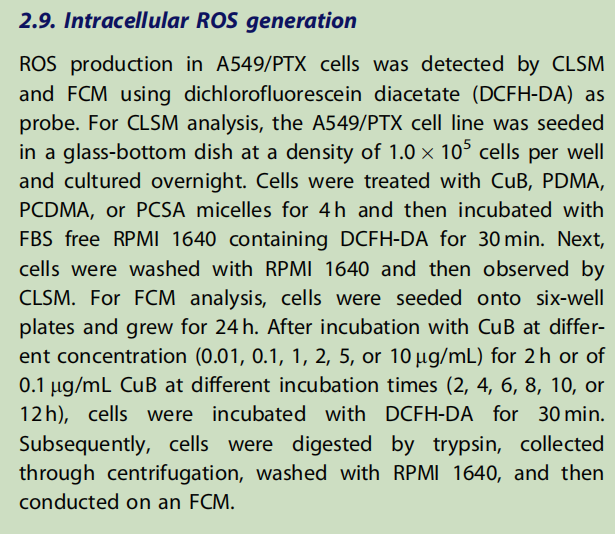 2.9. Intracellular ROS generation
ROS production in A549/PTX cells was detected by CLSM
and FCM using dichlorofluorescein diacetate (DCFH-DA) as
probe. For CLSM analysis, the A549/PTX cell line was seeded
in a glass-bottom dish at a density of 1.0 × 10⁵ cells per well
and cultured overnight. Cells were treated with CuB, PDMA,
PCDMA, or PCSA micelles for 4 h and then incubated with
FBS free RPMI 1640 containing DCFH-DA for 30 min. Next,
cells were washed with RPMI 1640 and then observed by
CLSM. For FCM analysis, cells were seeded onto six-well
plates and grew for 24 h. After incubation with CuB at differ-
ent concentration (0.01, 0.1, 1, 2, 5, or 10 μg/mL) for 2 h or of
0.1 μg/mL CuB at different incubation times (2, 4, 6, 8, 10, or
12 h), cells were incubated with DCFH-DA for 30 min.
Subsequently, cells were digested by trypsin, collected
through centrifugation, washed with RPMI 1640, and then
conducted on an FCM.